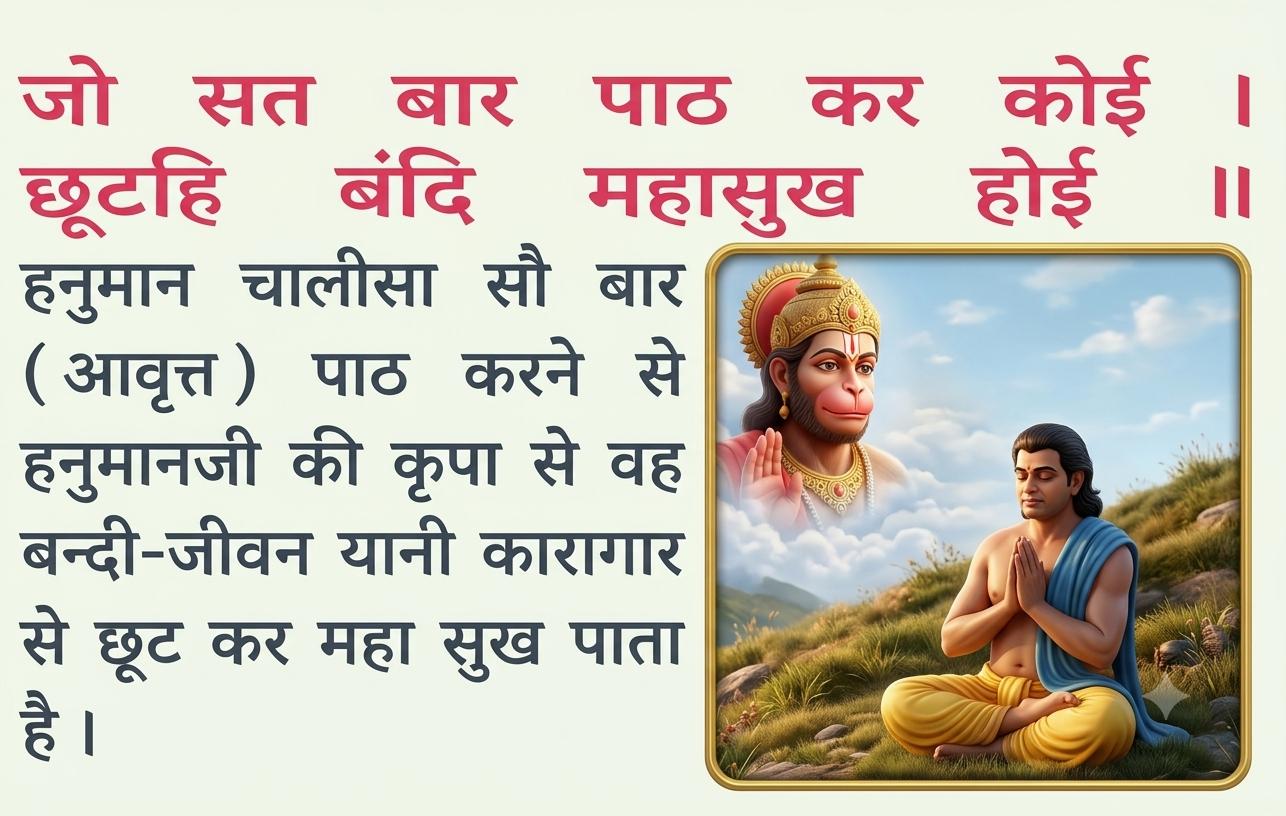 जो सत बार पाठ कर कोई ।
छूटहि बंदि महासुख होई ॥
हनुमान चालीसा सौ बार
( आवृत्त ) पाठ करने से
हनुमानजी की कृपा से वह
बन्दी-जीवन यानी कारागार
से छूट कर महा सुख पाता
है ।